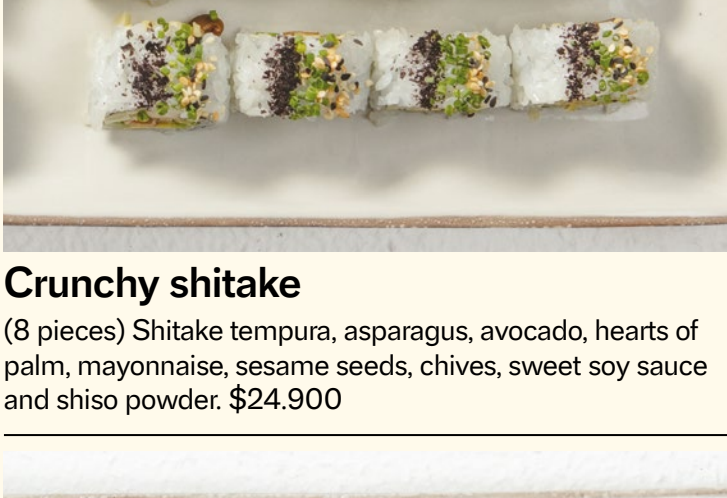 Crunchy shitake
(8 pieces) Shitake tempura, asparagus, avocado, hearts of
palm, mayonnaise, sesame seeds, chives, sweet soy sauce
and shiso powder. $24.900